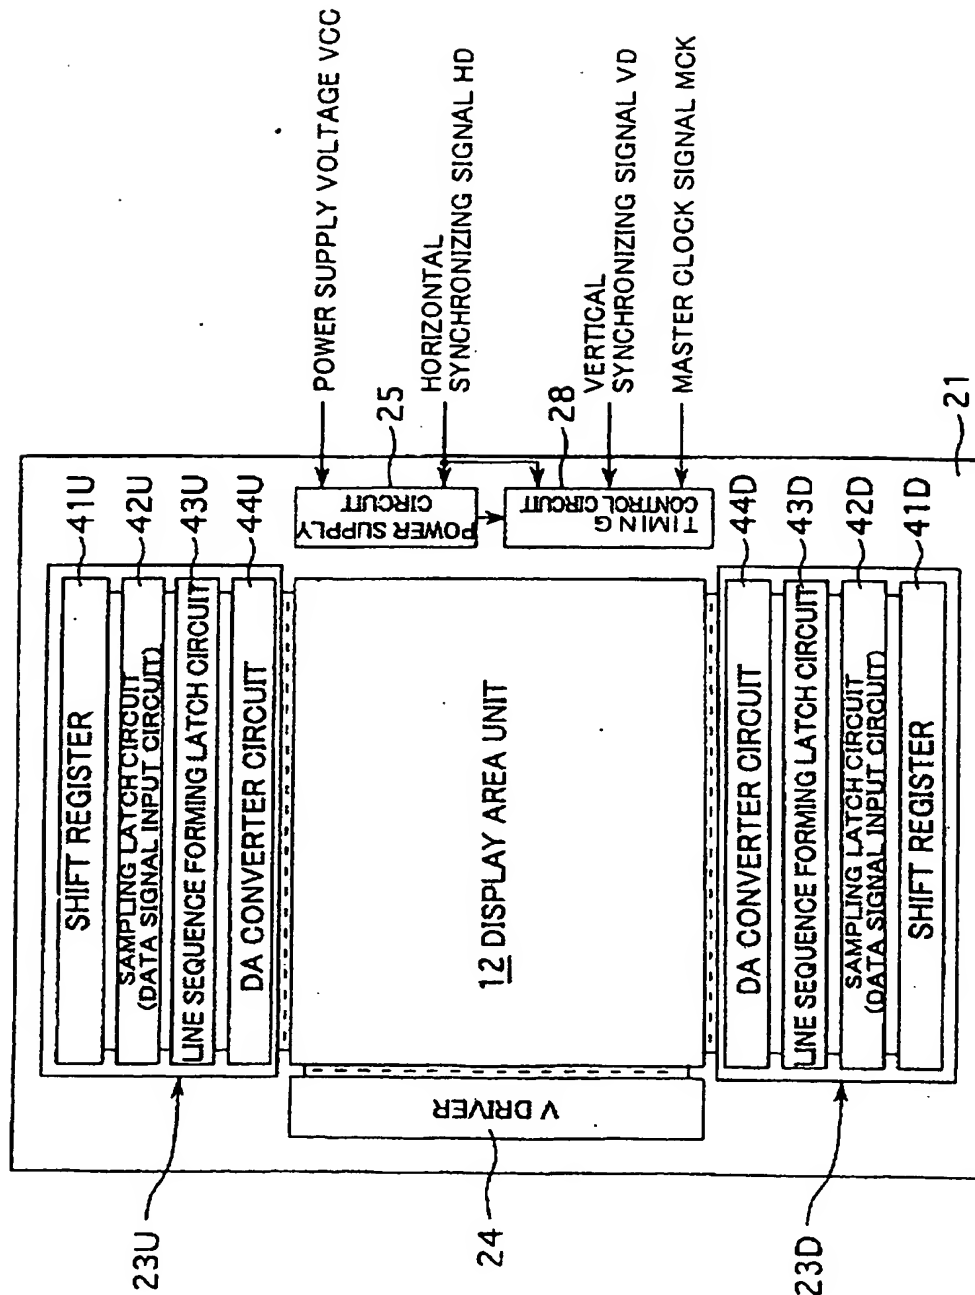 POWER SUPPLY VOLTAGE VCC
HORIZONTAL
SYNCHRONIZING SIGNAL HD
VERTICAL
SYNCHRONIZING SIGNAL VD
MASTER CLOCK SIGNAL MCK
21
25
28
POWER SUPPLY
CIRCUIT
TIMING
CONTROL CIRCUIT
41U
42U
43U
44U
SHIFT REGISTER
SAMPLING LATCH CIRCUIT
(DATA SIGNAL INPUT CIRCUIT)
LINE SEQUENCE FORMING LATCH CIRCUIT
DA CONVERTER CIRCUIT
12 DISPLAY AREA UNIT
44D
43D
42D
41D
DA CONVERTER CIRCUIT
LINE SEQUENCE FORMING LATCH CIRCUIT
SAMPLING LATCH CIRCUIT
(DATA SIGNAL INPUT CIRCUIT)
SHIFT REGISTER
V DRIVER
23U
24
23D